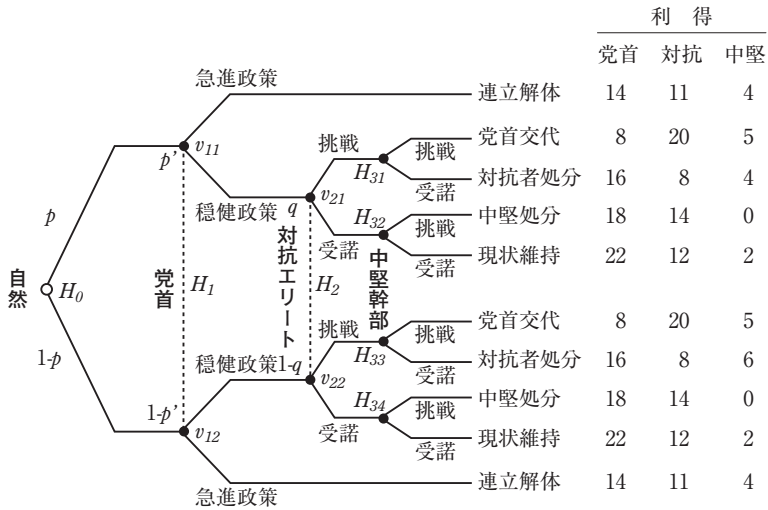 利 得
党首 対抗 中堅
急進政策 連立解体 14 11 4
p' v11
挑戦 党首交代 8 20 5
H31 挑戦
対抗者処分 16 8 4
受諾
穏健政策 q v21
p
H32 中堅処分 18 14 0
挑戦
受諾 現状維持 22 12 2
受諾
自然 H0 党首 H1 対抗エリート H2 中堅幹部
挑戦 党首交代 8 20 5
H33 挑戦
1-p
穏健政策 1-q v22 対抗者処分 16 8 6
受諾
H34 中堅処分 18 14 0
挑戦
1-p' v12
受諾 現状維持 22 12 2
受諾
急進政策 連立解体 14 11 4